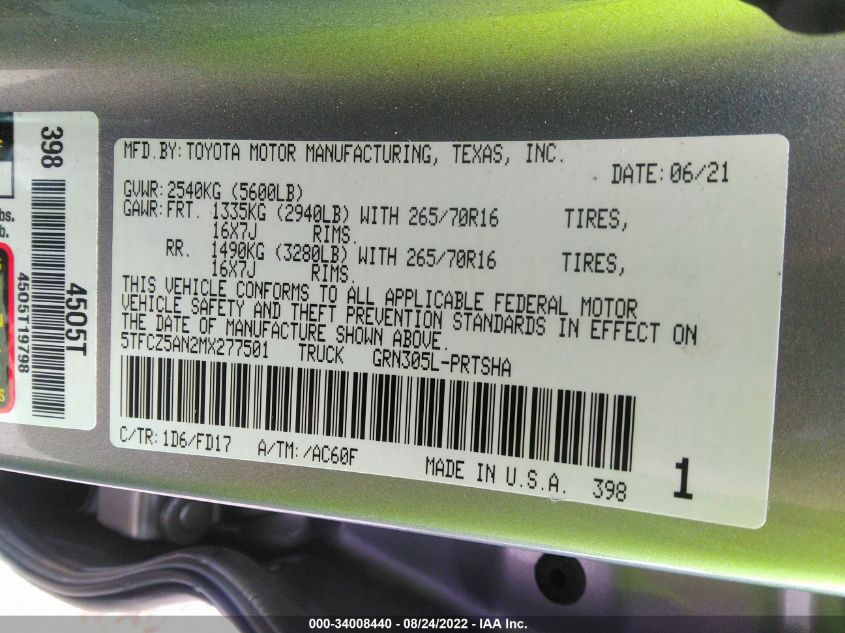 398
4505T
4505T19798
bs.
b.
S
MFD.BY:TOYOTA MOTOR MANUFACTURING, TEXAS, INC.
DATE:06/21
GVWR:2540KG (5600LB)
GAWR:FRT. 1335KG (2940LB) WITH 265/70R16 TIRES,
16X7J RIMS.
RR. 1490KG (3280LB) WITH 265/70R16 TIRES,
16X7J RIMS.
THIS VEHICLE CONFORMS TO ALL APPLICABLE FEDERAL MOTOR
VEHICLE SAFETY AND THEFT PREVENTION STANDARDS IN EFFECT ON
THE DATE OF MANUFACTURE SHOWN ABOVE.
5TFCZ5AN2MX277501 TRUCK GRN305L-PRTSHA
C/TR:1D6/FD17 A/TM:/AC60F MADE IN U.S.A. 398 1
000-34008440 - 08/24/2022 - IAA Inc.